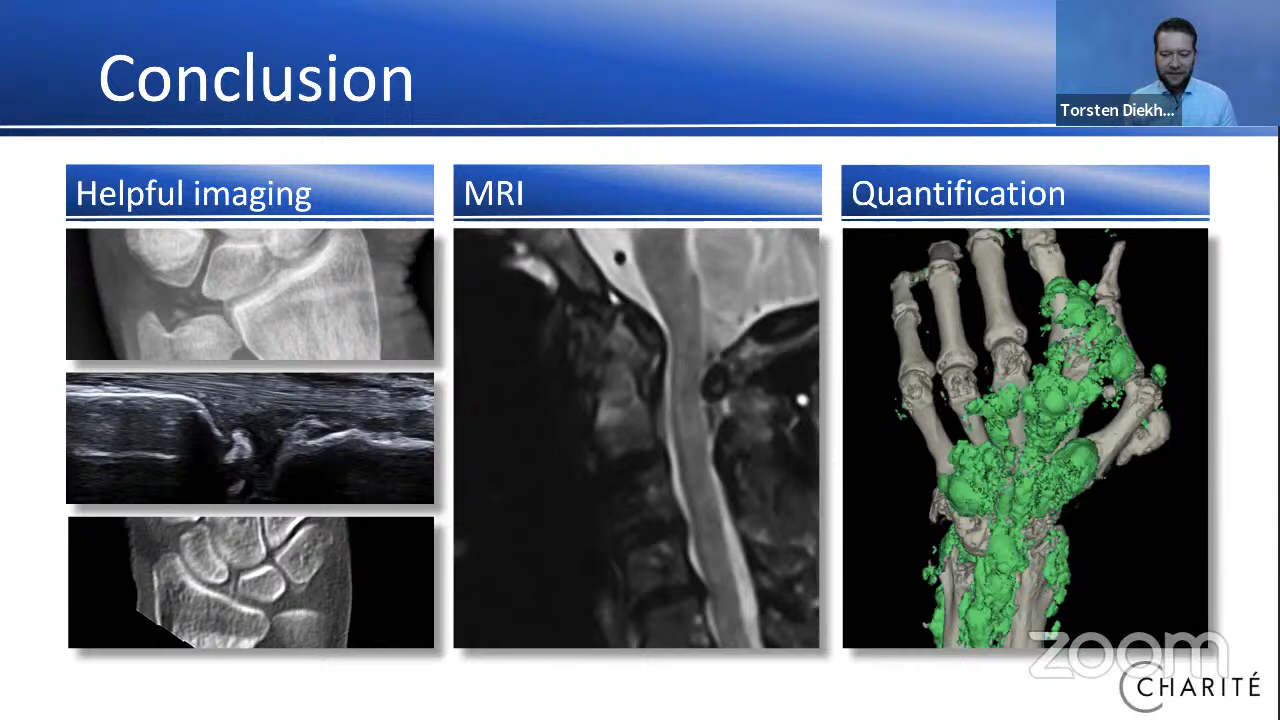 Conclusion
Torsten Diekh...
Helpful imaging
MRI
Quantification
zoom
CHARITÉ